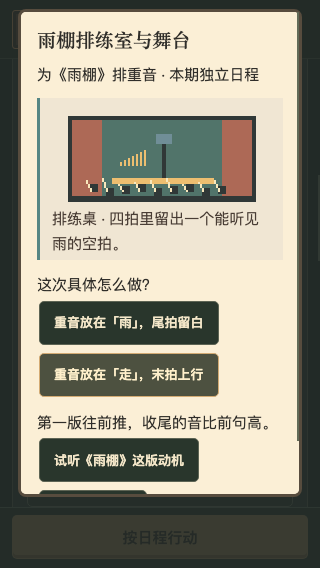 雨棚排练室与舞台
为《雨棚》排重音 · 本期独立日程
排练桌 · 四拍里留出一个能听见
雨的空拍。
这次具体怎么做?
重音放在「雨」，尾拍留白
重音放在「走」，末拍上行
第一版往前推，收尾的音比前句高。
试听《雨棚》这版动机
按日程行动